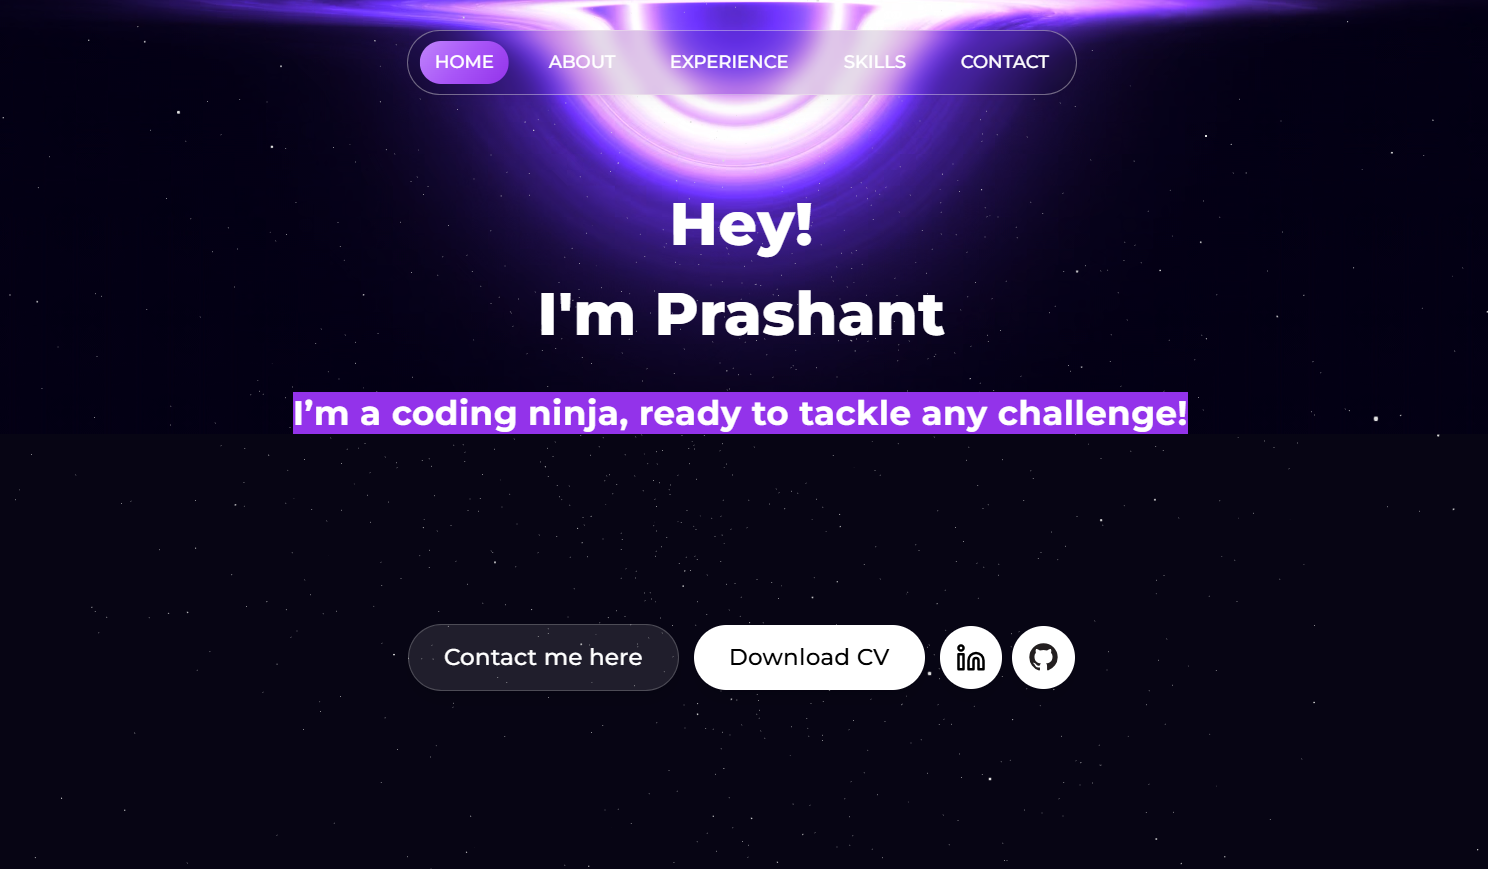 HOME ABOUT EXPERIENCE SKILLS CONTACT
Hey!
I'm Prashant
I’m a coding ninja, ready to tackle any challenge!
Contact me here Download CV in